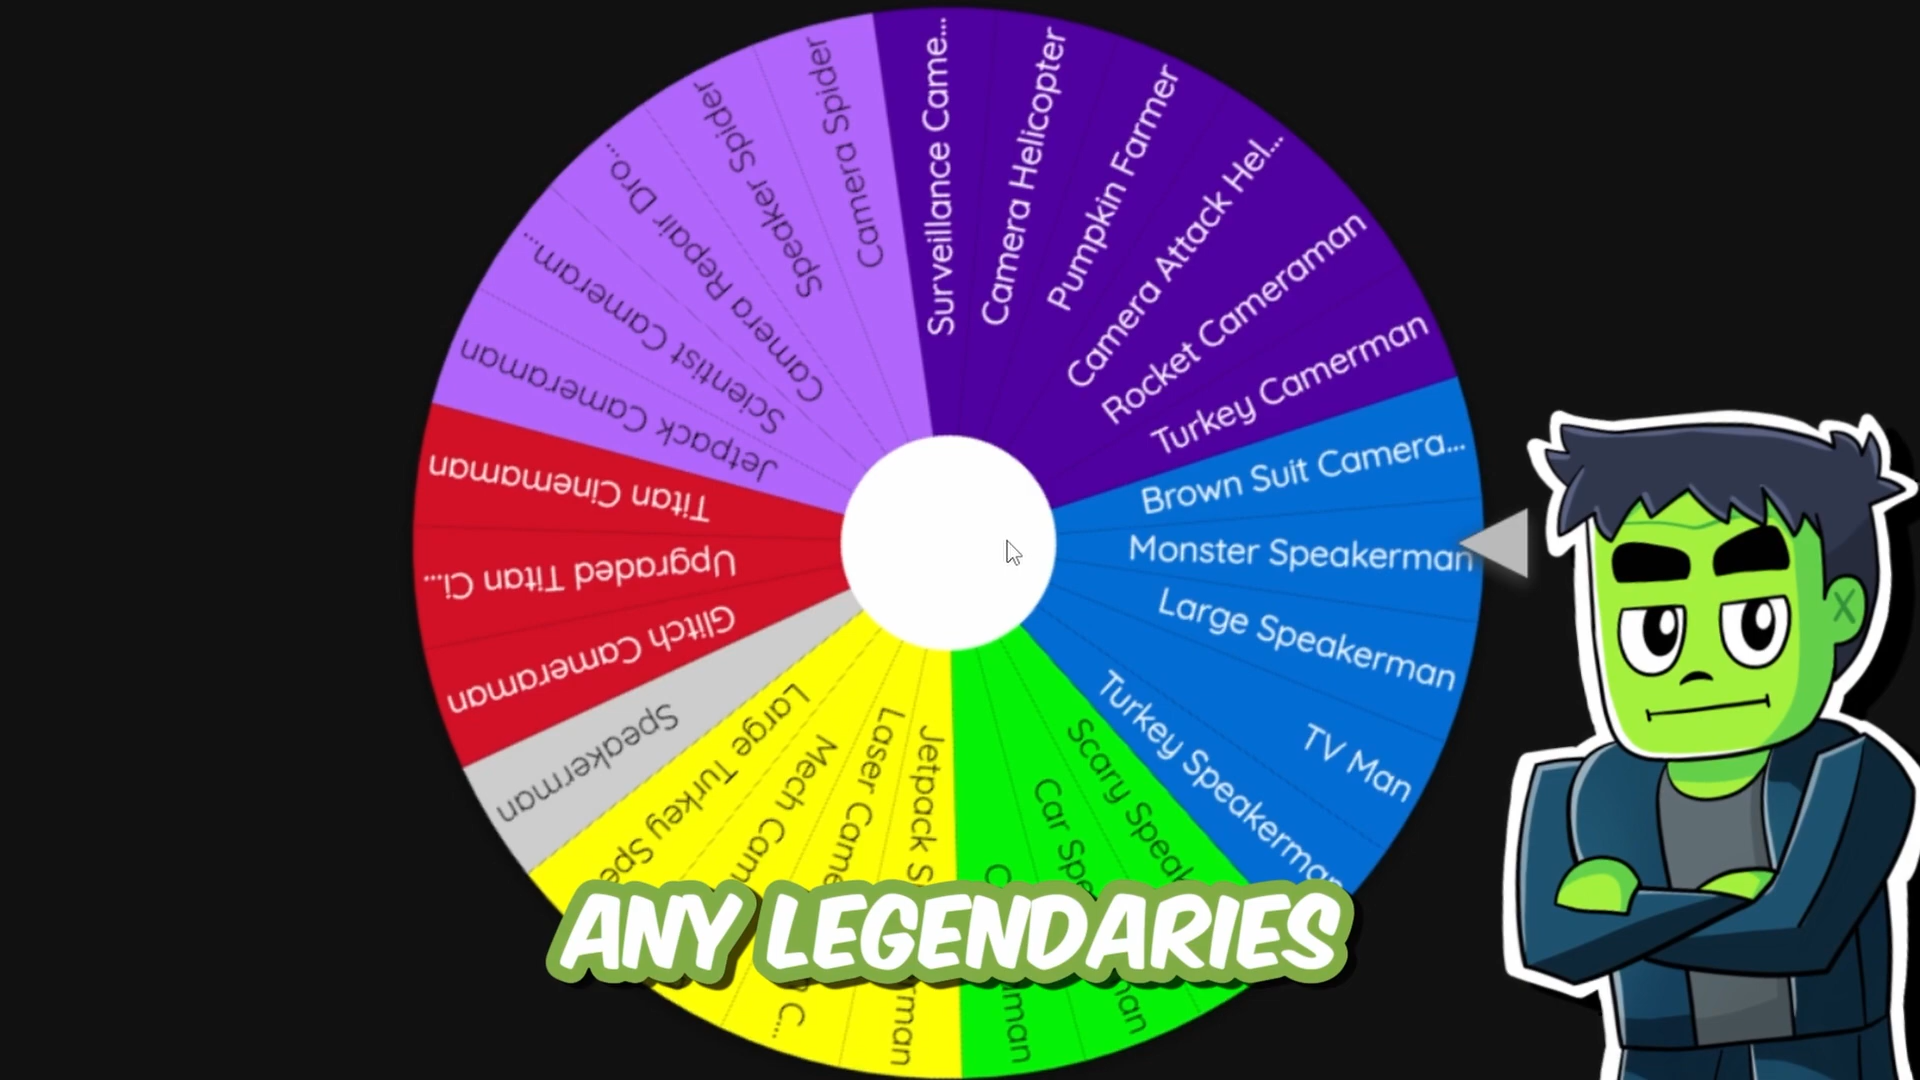 Surveillance Came...
Camera Helicopter
Pumpkin Farmer
Camera Attack Hel...
Rocket Cameraman
Turkey Camerman
Brown Suit Camera...
Monster Speakerman
Large Speakerman
TV Man
Turkey Speakerman
Scary Speak
Car Spe
Jetpack S
Laser Came
Mech Cam
Large Turkey Spe
Speakerman
Glitch Cameraman
Upgraded Titan Ci...
Titan Cinemaman
Jetpack Cameraman
Scientist Cameram...
Camera Repair Dro...
Speaker Spider
Camera Spider
ANY LEGENDARIES